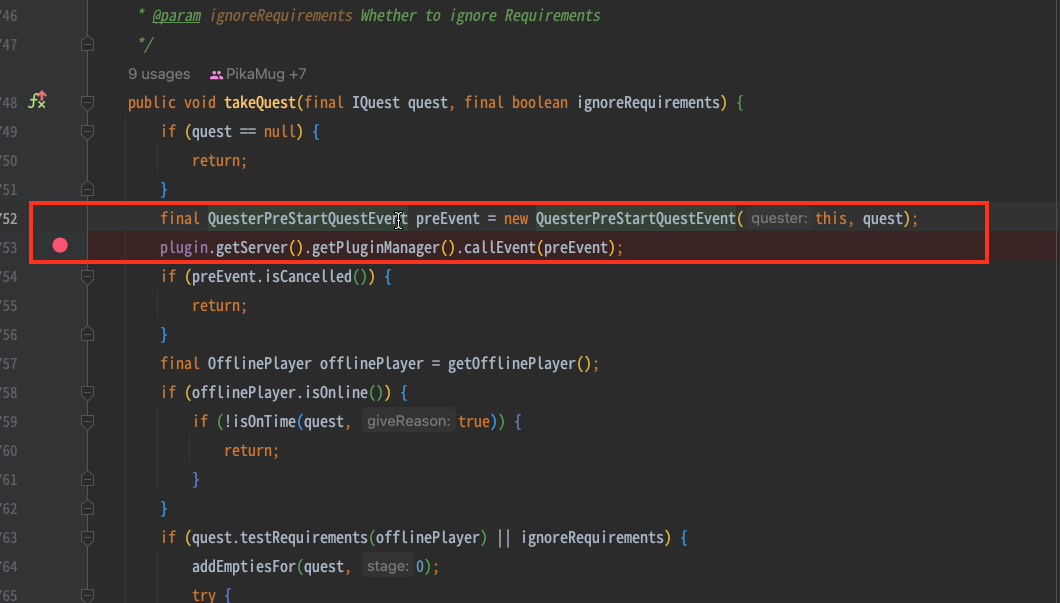 746 * @param ignoreRequirements Whether to ignore Requirements
747 */
9 usages PikaMug +7
748 public void takeQuest(final IQuest quest, final boolean ignoreRequirements) {
749 if (quest == null) {
750 return;
751 }
752 final QuesterPreStartQuestEvent preEvent = new QuesterPreStartQuestEvent( quester: this, quest);
753 plugin.getServer().getPluginManager().callEvent(preEvent);
754 if (preEvent.isCancelled()) {
755 return;
756 }
757 final OfflinePlayer offlinePlayer = getOfflinePlayer();
758 if (offlinePlayer.isOnline()) {
759 if (!isOnTime(quest, giveReason: true)) {
760 return;
761 }
762 }
763 if (quest.testRequirements(offlinePlayer) || ignoreRequirements) {
764 addEmptiesFor(quest, stage: 0);
765 try {